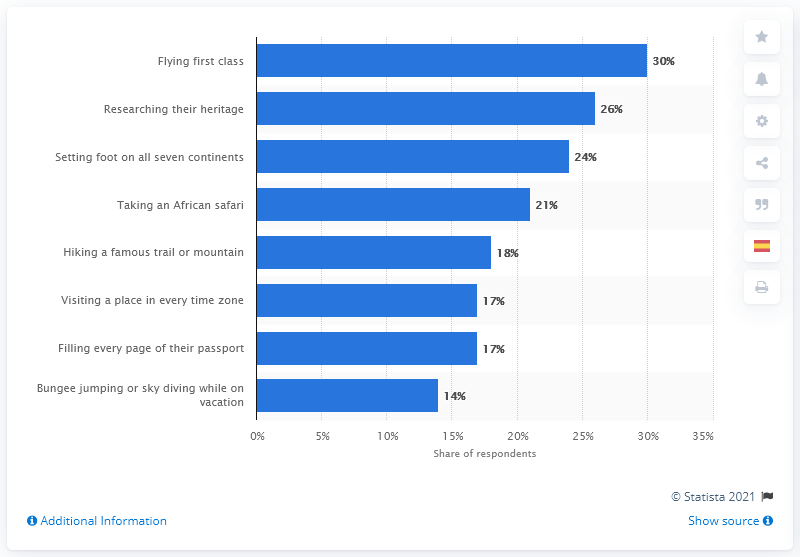 Flying first class
30%
Researching their heritage
26%
Setting foot on all seven continents
24%
Taking an African safari
21%
Hiking a famous trail or mountain
18%
Visiting a place in every time zone
17%
Filling every page of their passport
17%
Bungee jumping or sky diving while on
vacation
14%
0% 5% 10% 15% 20% 25% 30% 35%
Share of respondents
© Statista 2021
Additional Information
Show source